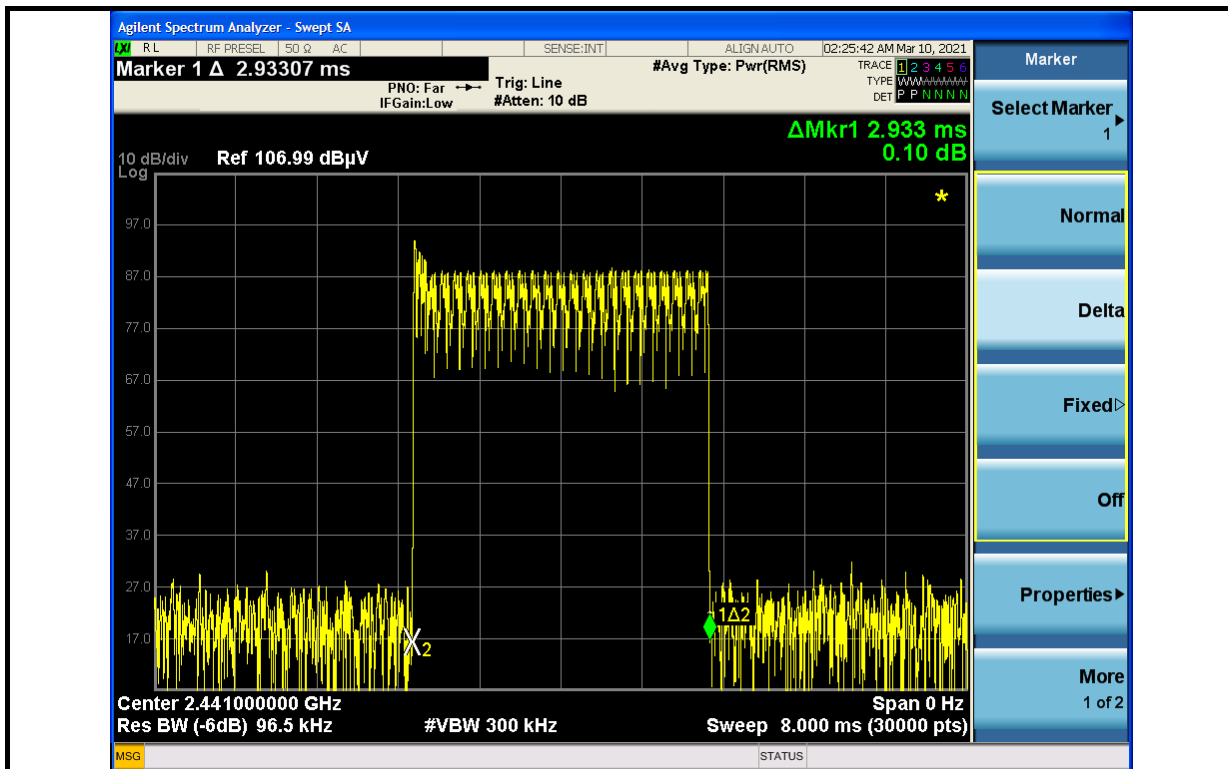 Agilent Spectrum Analyzer - Swept SA
LXI RL RF PRESEL 50 Ω AC SENSE:INT ALIGNAUTO 02:25:42 AM Mar 10, 2021
Marker 1 Δ 2.93307 ms
#Avg Type: Pwr(RMS)
TRACE 1 2 3 4 5 6
PNO: Far
Trig: Line
TYPE WWWWWW
IFGain:Low
#Atten: 10 dB
DET P P N N N N
ΔMkr1 2.933 ms
0.10 dB
10 dB/div Ref 106.99 dBµV
Log
*
97.0
87.0
77.0
67.0
57.0
47.0
37.0
27.0
17.0
1Δ2
2
Center 2.441000000 GHz Span 0 Hz
Res BW (-6dB) 96.5 kHz #VBW 300 kHz Sweep 8.000 ms (30000 pts)
MSG STATUS
Marker
Select Marker
1
Normal
Delta
Fixed
Off
Properties
More
1 of 2